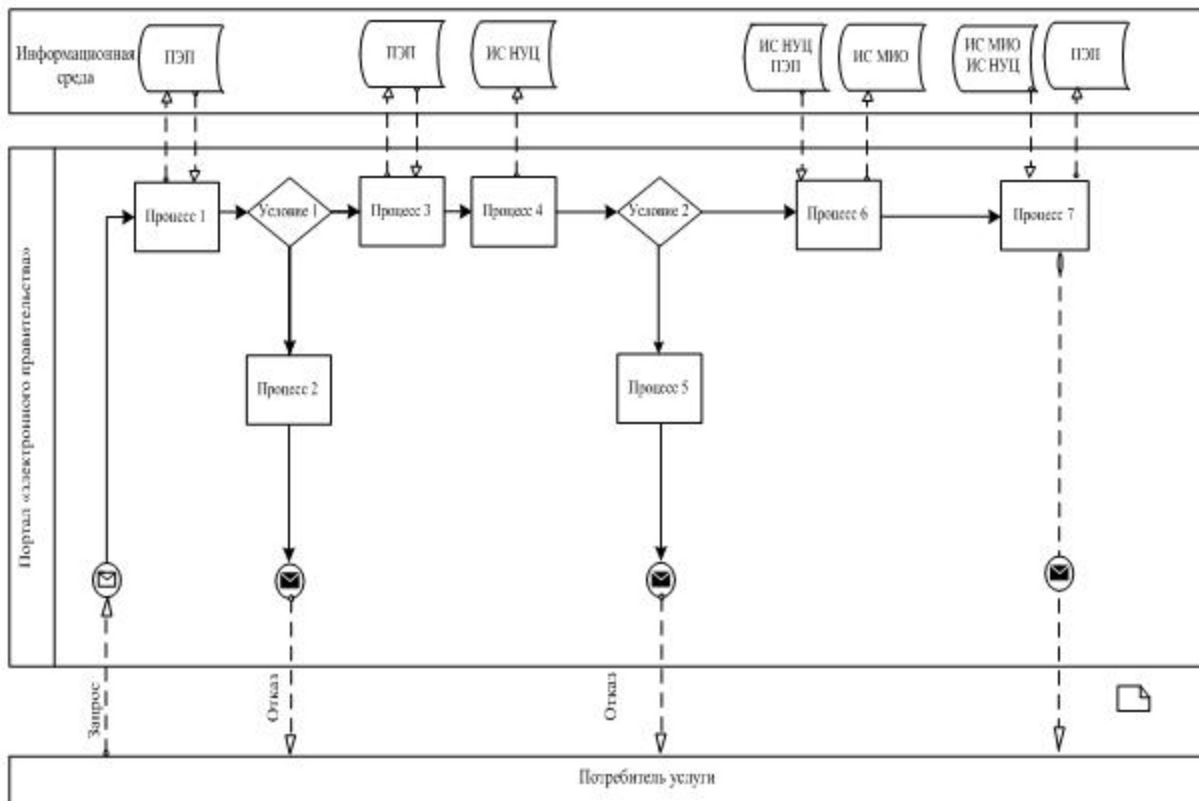 Информационная
среда
ПЭП
ПЭП
ИС НУЦ
ИС НУЦ
ПЭП
ИС МИО
ИС МИО
ИС НУЦ
ПЭП
Портал «электронного правительства»
Процесс 1
Условие 1
Процесс 3
Процесс 4
Условие 2
Процесс 6
Процесс 7
Процесс 2
Процесс 5
Запрос
Отказ
Отказ
Потребитель услуги